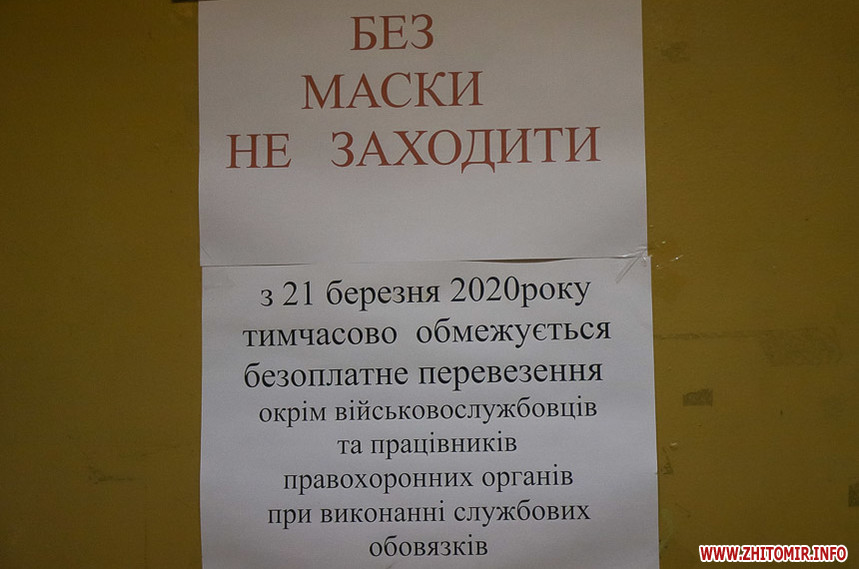 БЕЗ
МАСКИ
НЕ ЗАХОДИТИ
з 21 березня 2020року
тимчасово обмежується
безоплатне перевезення
окрім військовослужбовців
та працівників
правохоронних органів
при виконанні службових
обовязків
WWW.ZHITOMIR.INFO